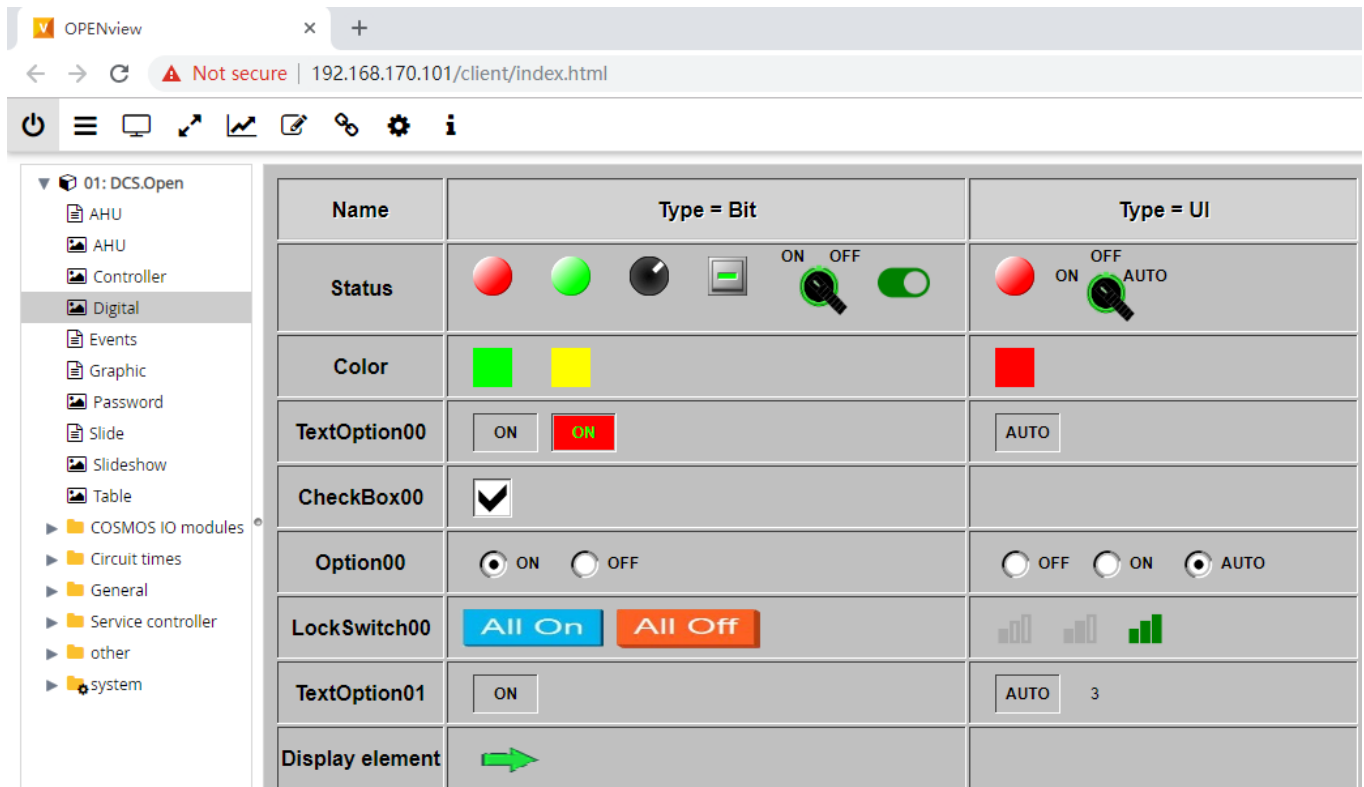 OPENview
Not secure | 192.168.170.101/client/index.html
01: DCS.Open
AHU
AHU
Controller
Digital
Events
Graphic
Password
Slide
Slideshow
Table
COSMOS IO modules
Circuit times
General
Service controller
other
system
Name Type = Bit Type = UI
Status ON OFF ON OFF AUTO
Color
TextOption00 ON ON AUTO
CheckBox00
Option00 ON OFF OFF ON AUTO
LockSwitch00 All On All Off
TextOption01 ON AUTO 3
Display element